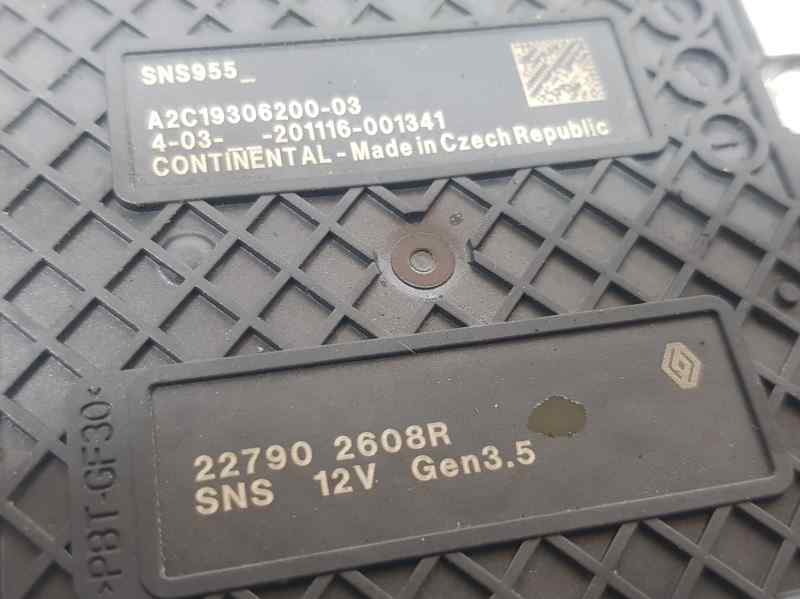 SNS955_
A2C19306200-03
4-03-__-201116-001341
CONTINENTAL - Made in Czech Republic
22790 2608R
SNS 12V Gen3.5
>PBT-GF30<